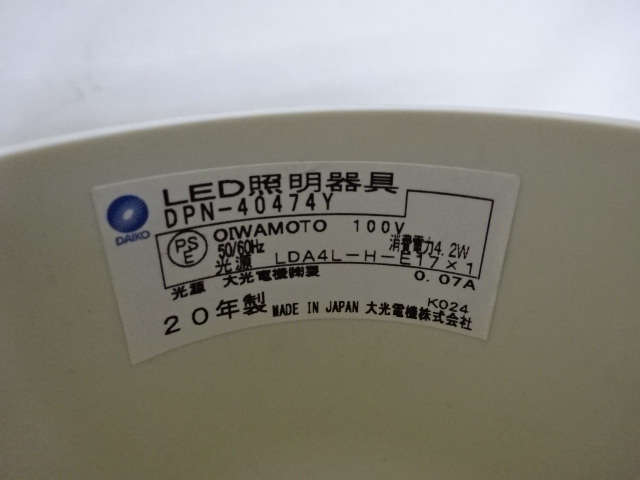 LED照明器具
DPN-40474Y
DAIKO
PS
E
OIWAMOTO 100V
50/60Hz 消費電力4.2W
光源 LDA4L-H-E17×1
光源 大光電機㈱製 0.07A
K024
20年製 MADE IN JAPAN 大光電機株式会社